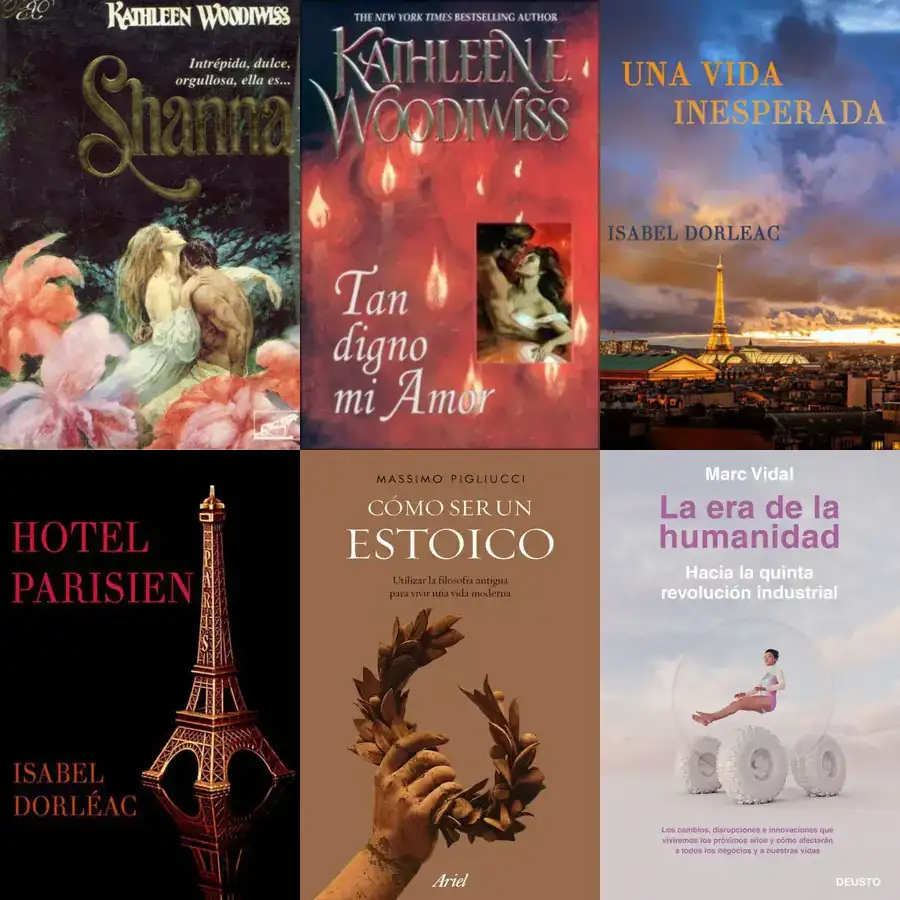 KATHLEEN WOODIWISS
Intrépida, dulce,
orgullosa, ella es...
Shanna
THE NEW YORK TIMES BESTSELLING AUTHOR
KATHLEEN E.
WOODIWISS
Tan
digno
mi Amor
UNA VIDA
INESPERADA
ISABEL DORLEAC
HOTEL
PARISIEN
PARIS
ISABEL
DORLÉAC
MASSIMO PIGLIUCCI
CÓMO SER UN
ESTOICO
Utilizar la filosofía antigua
para vivir una vida moderna
Ariel
Marc Vidal
La era de la
humanidad
Hacia la quinta
revolución industrial
Los cambios, disrupciones e innovaciones que
viviremos los próximos años y cómo afectarán
a todos los negocios y a nuestras vidas
DEUSTO